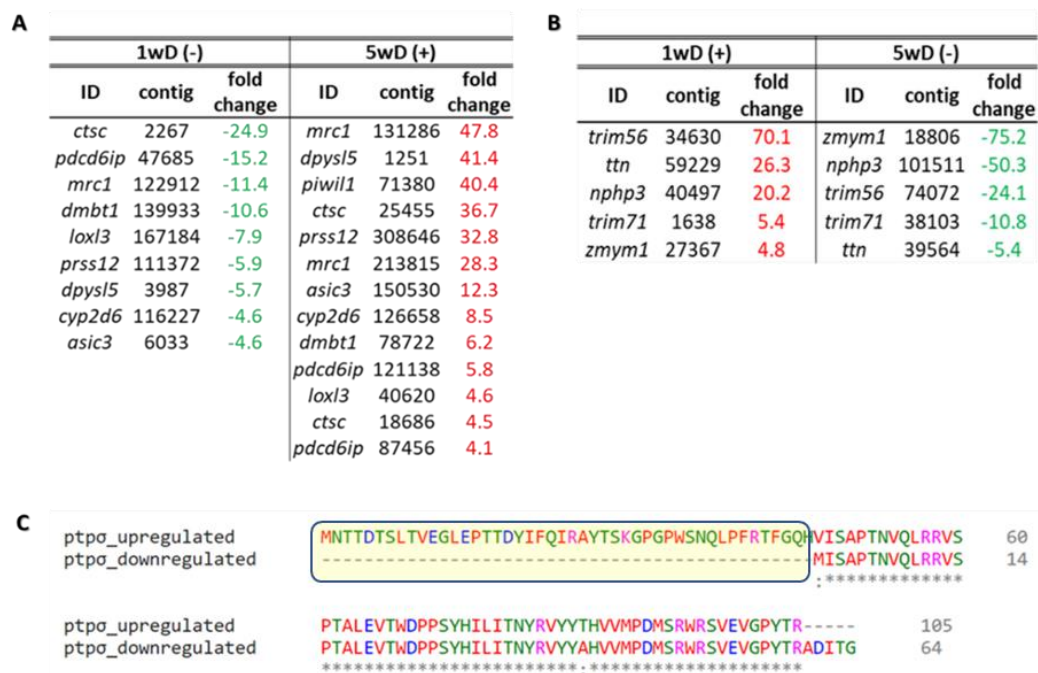 A
1wD (-) 5wD (+)
ID contig fold change ID contig fold change
ctsc 2267 -24.9 mrc1 131286 47.8
pdcd6ip 47685 -15.2 dpysl5 1251 41.4
mrc1 122912 -11.4 piwil1 71380 40.4
dmbt1 139933 -10.6 ctsc 25455 36.7
loxl3 167184 -7.9 prss12 308646 32.8
prss12 111372 -5.9 mrc1 213815 28.3
dpysl5 3987 -5.7 asic3 150530 12.3
cyp2d6 116227 -4.6 cyp2d6 126658 8.5
asic3 6033 -4.6 dmbt1 78722 6.2
pdcd6ip 121138 5.8
loxl3 40620 4.6
ctsc 18686 4.5
pdcd6ip 87456 4.1
B
1wD (+) 5wD (-)
ID contig fold change ID contig fold change
trim56 34630 70.1 zmym1 18806 -75.2
ttn 59229 26.3 nphp3 101511 -50.3
nphp3 40497 20.2 trim56 74072 -24.1
trim71 1638 5.4 trim71 38103 -10.8
zmym1 27367 4.8 ttn 39564 -5.4
C
ptpσ_upregulated MNTTDTSLTVEGLEPTTDYIFQIRAYTSKGPGPWSNQLPFRTFGQHVISAPTNVQLRRVS 60
ptpσ_downregulated ----------------------------------------------MISAPTNVQLRRVS 14
:*************
ptpσ_upregulated PTALEVTWDPPSYHILITNYRVYYTHVVMPDMSRWRSVEVGPYTR----- 105
ptpσ_downregulated PTALEVTWDPPSYHILITNYRVYYAHVVMPDMSRWRSVEVGPYTRADITG 64
************************:********************